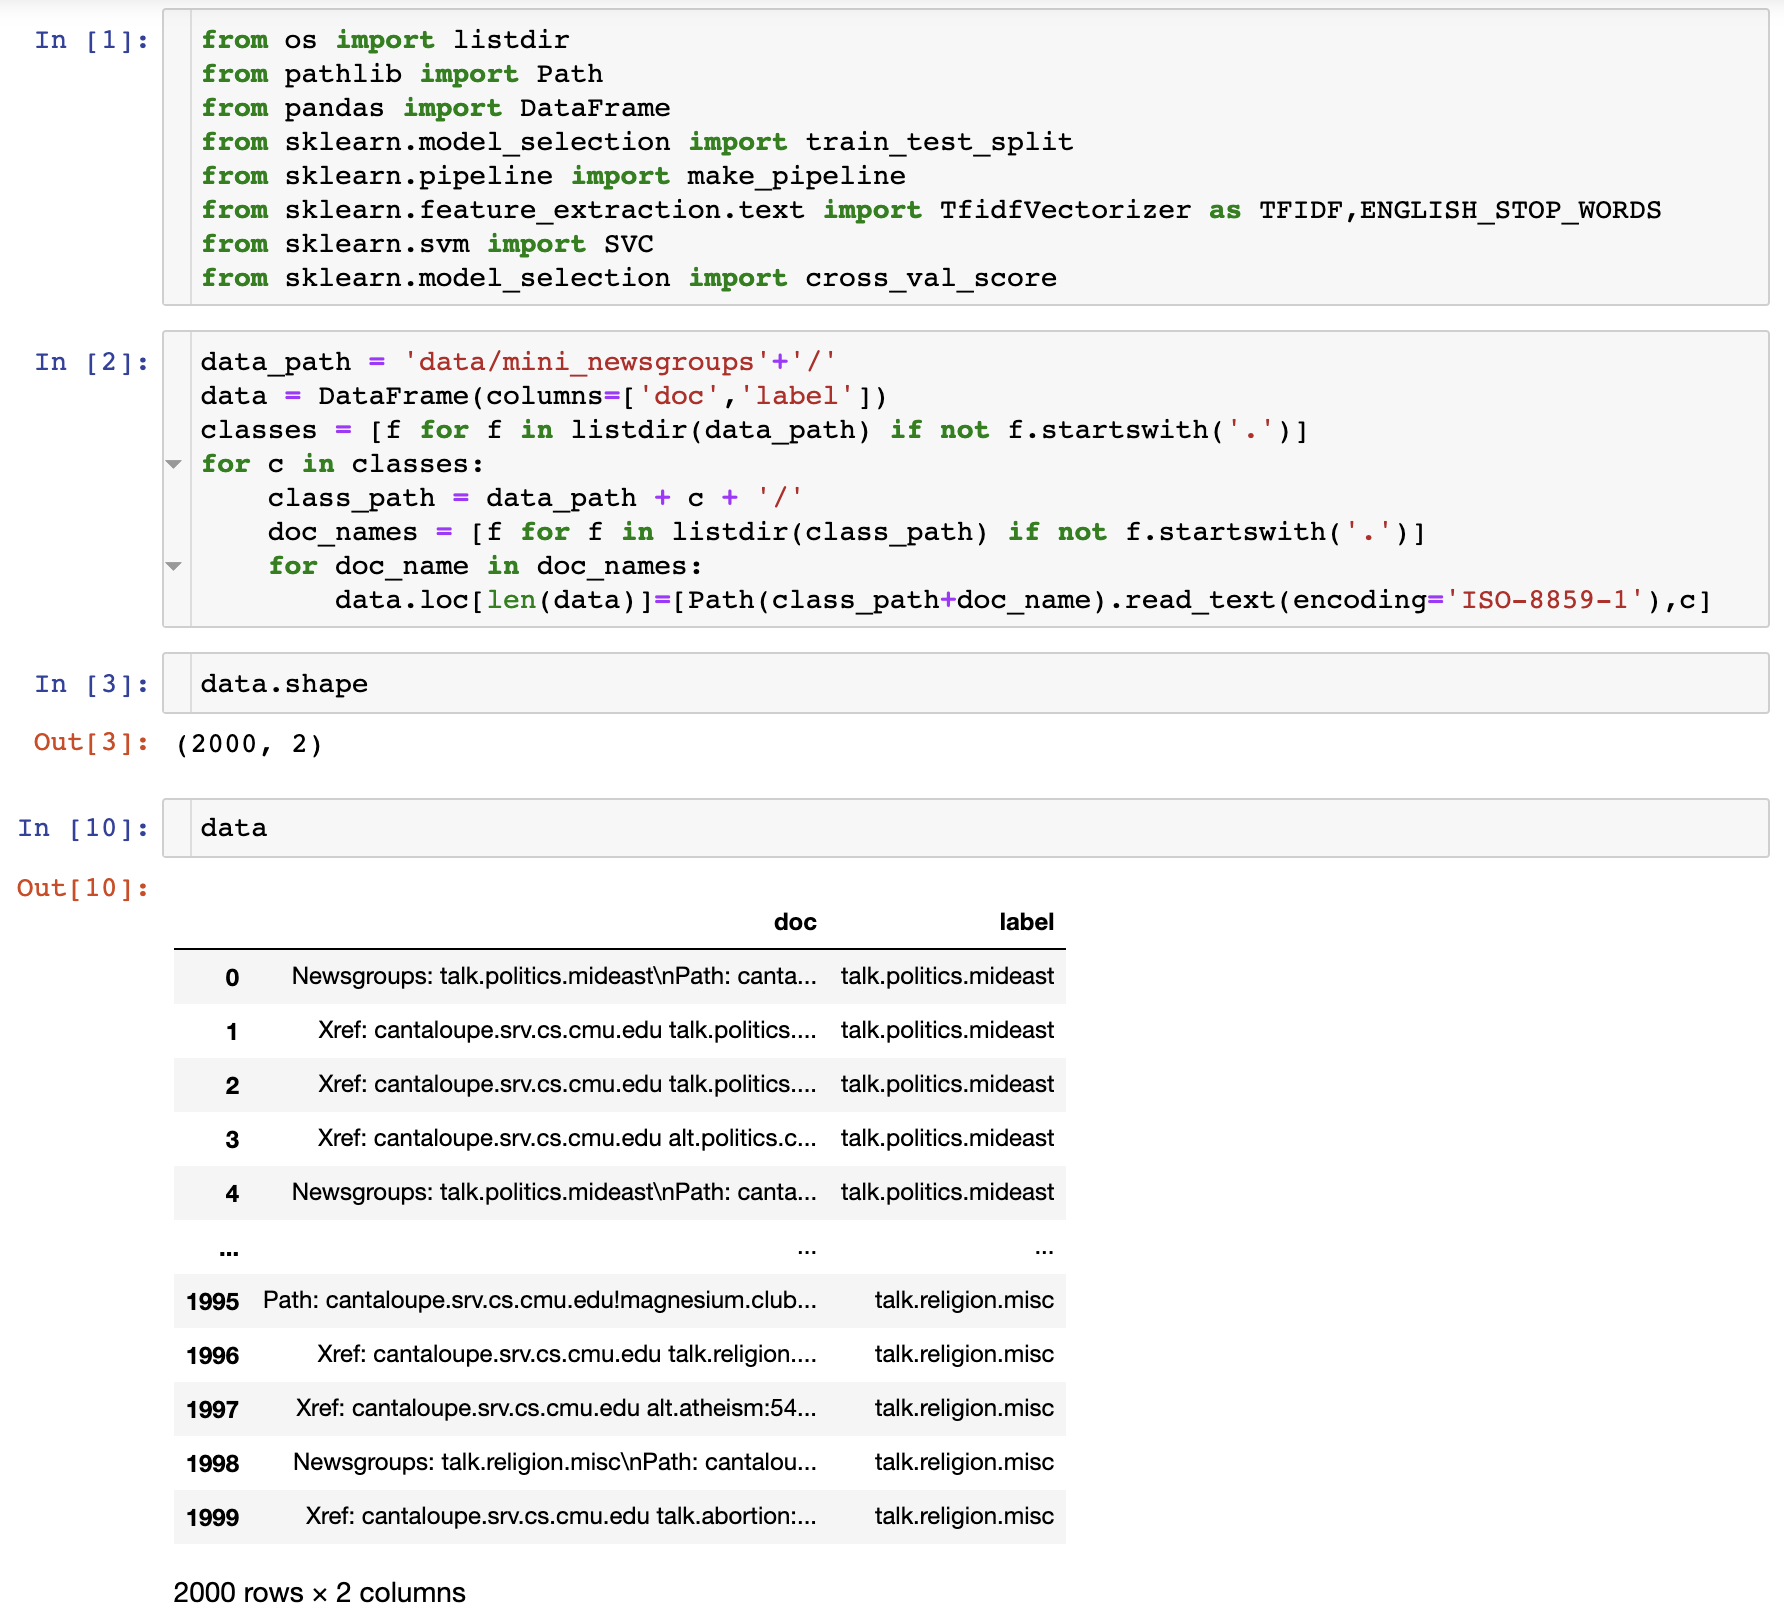 In [1]:
from os import listdir
from pathlib import Path
from pandas import DataFrame
from sklearn.model_selection import train_test_split
from sklearn.pipeline import make_pipeline
from sklearn.feature_extraction.text import TfidfVectorizer as TFIDF,ENGLISH_STOP_WORDS
from sklearn.svm import SVC
from sklearn.model_selection import cross_val_score
In [2]:
data_path = 'data/mini_newsgroups'+'/'
data = DataFrame(columns=['doc','label'])
classes = [f for f in listdir(data_path) if not f.startswith('.')]
for c in classes:
    class_path = data_path + c + '/'
    doc_names = [f for f in listdir(class_path) if not f.startswith('.')]
    for doc_name in doc_names:
        data.loc[len(data)]=[Path(class_path+doc_name).read_text(encoding='ISO-8859-1'),c]
In [3]:
data.shape
Out[3]: (2000, 2)
In [10]:
data
Out[10]:
doc label
0 Newsgroups: talk.politics.mideast\nPath: canta... talk.politics.mideast
1 Xref: cantaloupe.srv.cs.cmu.edu talk.politics.... talk.politics.mideast
2 Xref: cantaloupe.srv.cs.cmu.edu talk.politics.... talk.politics.mideast
3 Xref: cantaloupe.srv.cs.cmu.edu alt.politics.c... talk.politics.mideast
4 Newsgroups: talk.politics.mideast\nPath: canta... talk.politics.mideast
... ... ...
1995 Path: cantaloupe.srv.cs.cmu.edu!magnesium.club... talk.religion.misc
1996 Xref: cantaloupe.srv.cs.cmu.edu talk.religion.... talk.religion.misc
1997 Xref: cantaloupe.srv.cs.cmu.edu alt.atheism:54... talk.religion.misc
1998 Newsgroups: talk.religion.misc\nPath: cantalou... talk.religion.misc
1999 Xref: cantaloupe.srv.cs.cmu.edu talk.abortion:... talk.religion.misc
2000 rows × 2 columns